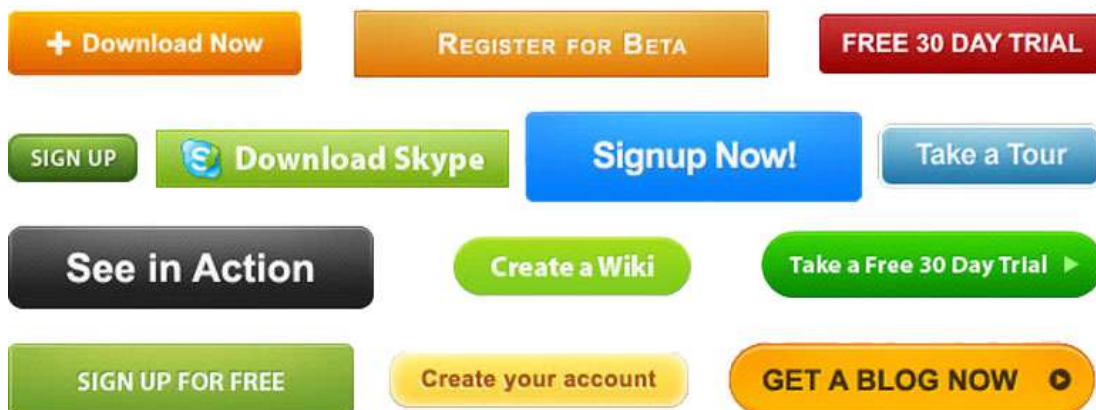 + Download Now
REGISTER FOR BETA
FREE 30 DAY TRIAL
SIGN UP
Download Skype
Signup Now!
Take a Tour
See in Action
Create a Wiki
Take a Free 30 Day Trial
SIGN UP FOR FREE
Create your account
GET A BLOG NOW